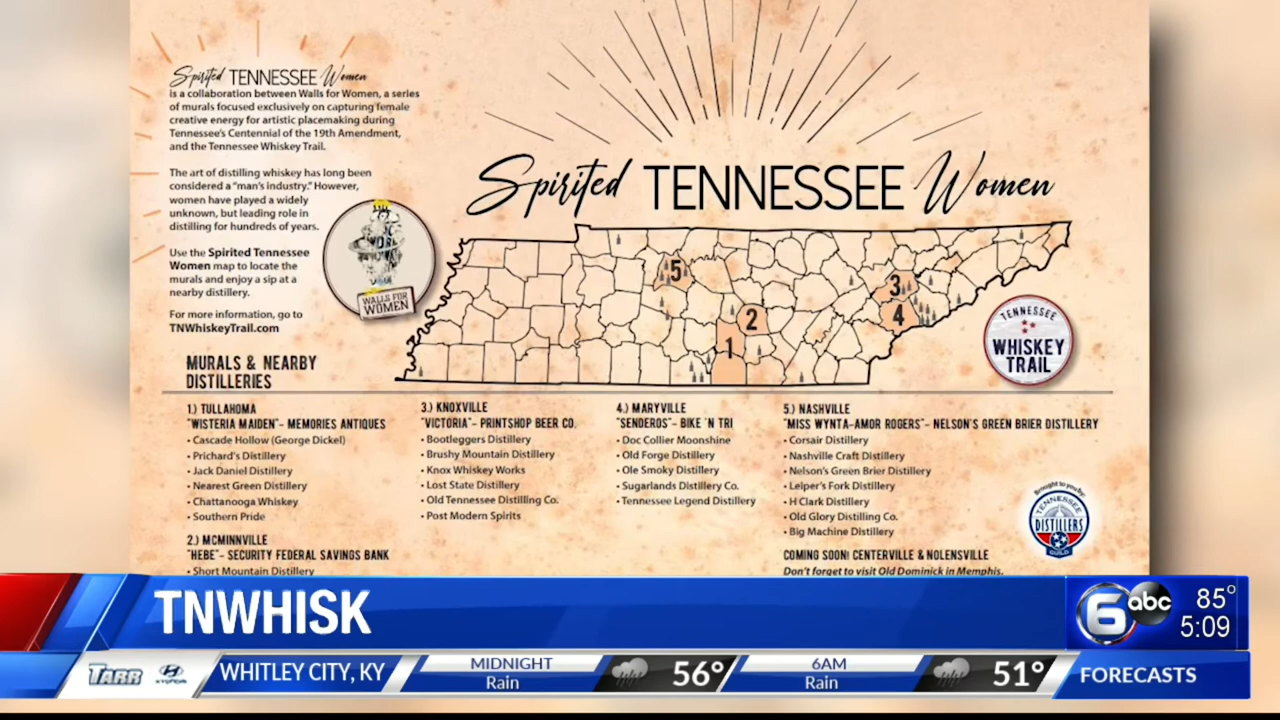 Spirited TENNESSEE Women
is a collaboration between Walls for Women, a series
of murals focused exclusively on capturing female
creative energy for artistic placemaking during
Tennessee's Centennial of the 19th Amendment,
and the Tennessee Whiskey Trail.
The art of distilling whiskey has long been
considered a "man's industry." However,
women have played a widely
unknown, but leading role in
distilling for hundreds of years.
Use the Spirited Tennessee
Women map to locate the
murals and enjoy a sip at a
nearby distillery.
For more information, go to
TNWhiskeyTrail.com
WALLS FOR
WOMEN
Spirited TENNESSEE Women
5
3
4
2
1
TENNESSEE
WHISKEY
TRAIL
MURALS & NEARBY
DISTILLERIES
1.) TULLAHOMA
"WISTERIA MAIDEN"- MEMORIES ANTIQUES
• Cascade Hollow (George Dickel)
• Prichard's Distillery
• Jack Daniel Distillery
• Nearest Green Distillery
• Chattanooga Whiskey
• Southern Pride
2.) MCMINNVILLE
"HEBE"- SECURITY FEDERAL SAVINGS BANK
• Short Mountain Distillery
3.) KNOXVILLE
"VICTORIA"- PRINTSHOP BEER CO.
• Bootleggers Distillery
• Brushy Mountain Distillery
• Knox Whiskey Works
• Lost State Distillery
• Old Tennessee Distilling Co.
• Post Modern Spirits
4.) MARYVILLE
"SENDEROS"- BIKE 'N TRI
• Doc Collier Moonshine
• Old Forge Distillery
• Ole Smoky Distillery
• Sugarlands Distillery Co.
• Tennessee Legend Distillery
5.) NASHVILLE
"MISS WYNTA-AMOR ROGERS"- NELSON'S GREEN BRIER DISTILLERY
• Corsair Distillery
• Nashville Craft Distillery
• Nelson's Green Brier Distillery
• Leiper's Fork Distillery
• H Clark Distillery
• Old Glory Distilling Co.
• Big Machine Distillery
COMING SOON! CENTERVILLE & NOLENSVILLE
Don't forget to visit Old Dominick in Memphis.
Brought to you by:
TENNESSEE
DISTILLERS
GUILD
TNWHISK
6 abc
85°
5:09
TARR
HYUNDAI
WHITLEY CITY, KY
MIDNIGHT
Rain
56°
6AM
Rain
51°
FORECASTS